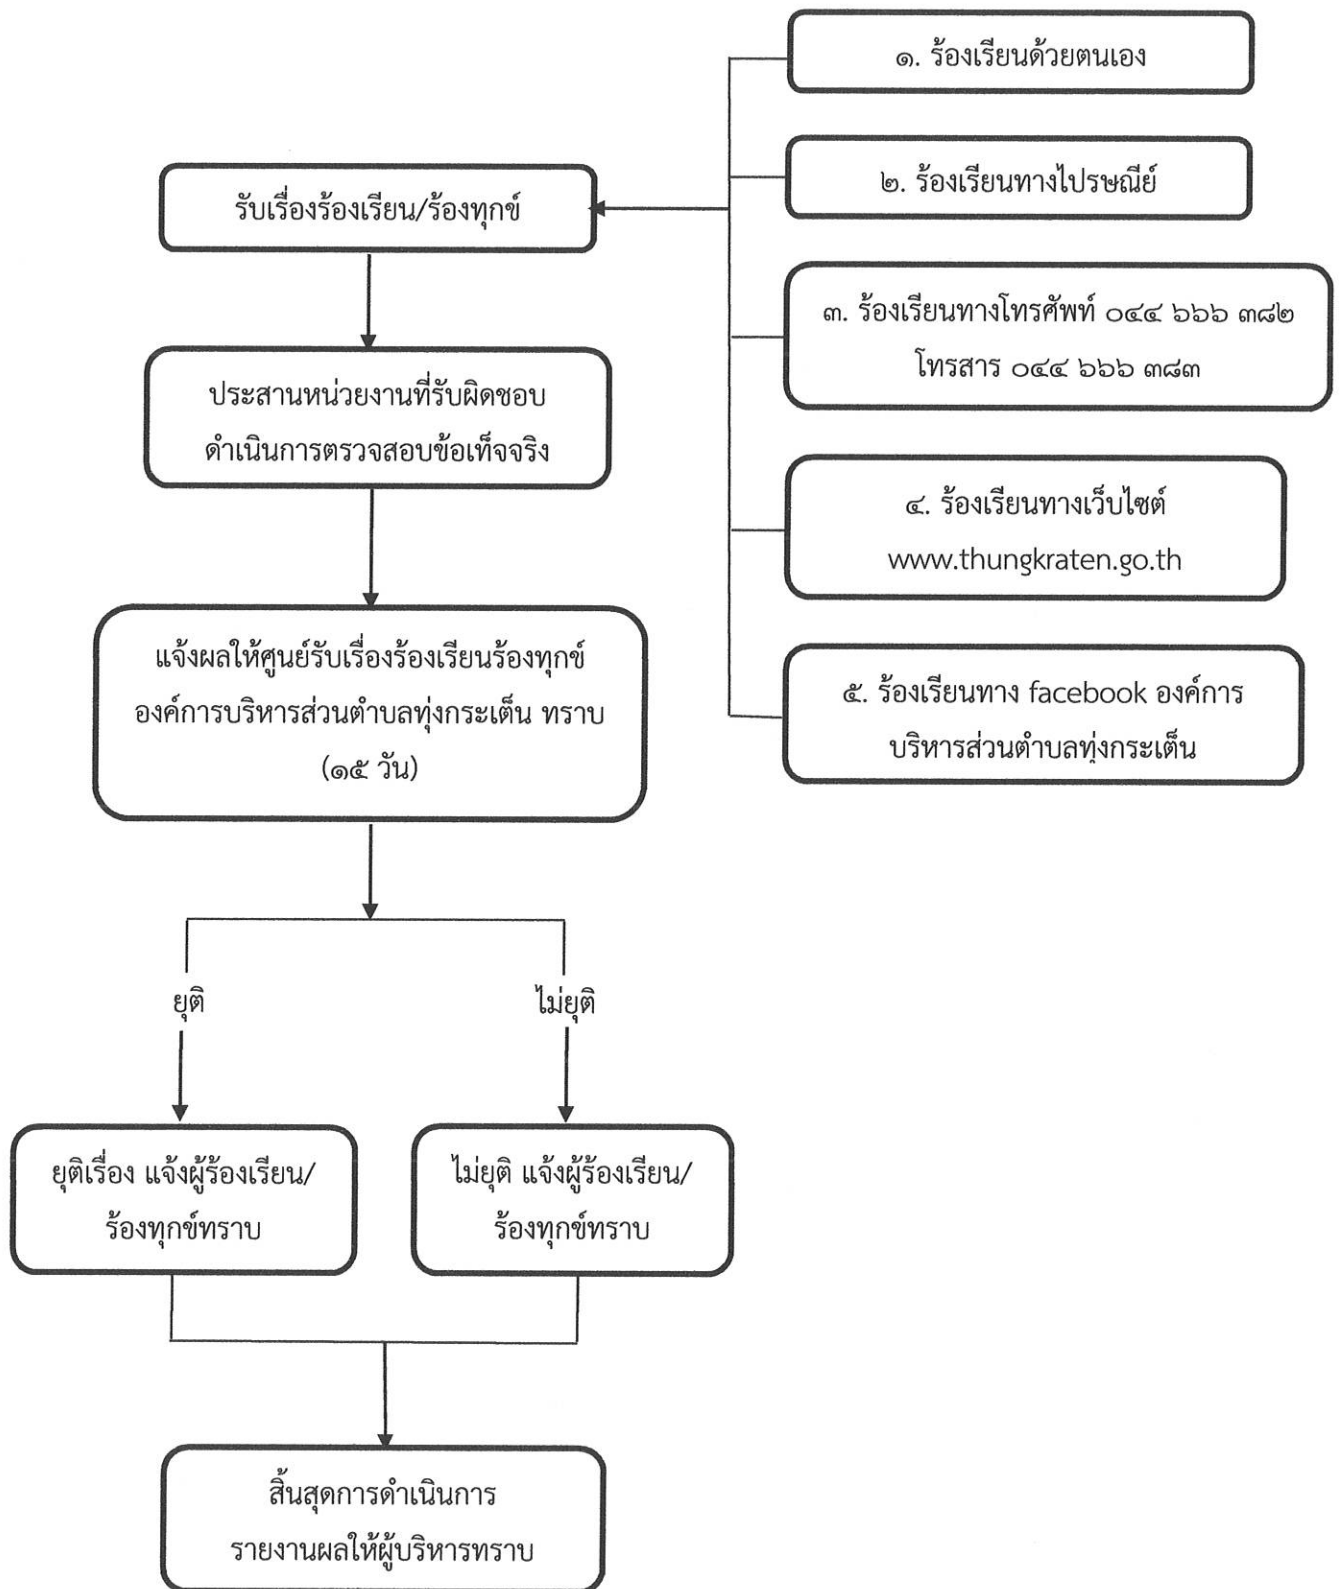 ๑. ร้องเรียนด้วยตนเอง
๒. ร้องเรียนทางไปรษณีย์
รับเรื่องร้องเรียน/ร้องทุกข์
๓. ร้องเรียนทางโทรศัพท์ ๐๔๔ ๖๖๖ ๓๘๒
โทรสาร ๐๔๔ ๖๖๖ ๓๘๓
ประสานหน่วยงานที่รับผิดชอบ
ดำเนินการตรวจสอบข้อเท็จจริง
๔. ร้องเรียนทางเว็บไซต์
www.thungkraten.go.th
แจ้งผลให้ศูนย์รับเรื่องร้องเรียนร้องทุกข์
องค์การบริหารส่วนตำบลทุ่งกระเต็น ทราบ
(๑๕ วัน)
๕. ร้องเรียนทาง facebook องค์การ
บริหารส่วนตำบลทุ่งกระเต็น
ยุติ
ไม่ยุติ
ยุติเรื่อง แจ้งผู้ร้องเรียน/
ร้องทุกข์ทราบ
ไม่ยุติ แจ้งผู้ร้องเรียน/
ร้องทุกข์ทราบ
สิ้นสุดการดำเนินการ
รายงานผลให้ผู้บริหารทราบ